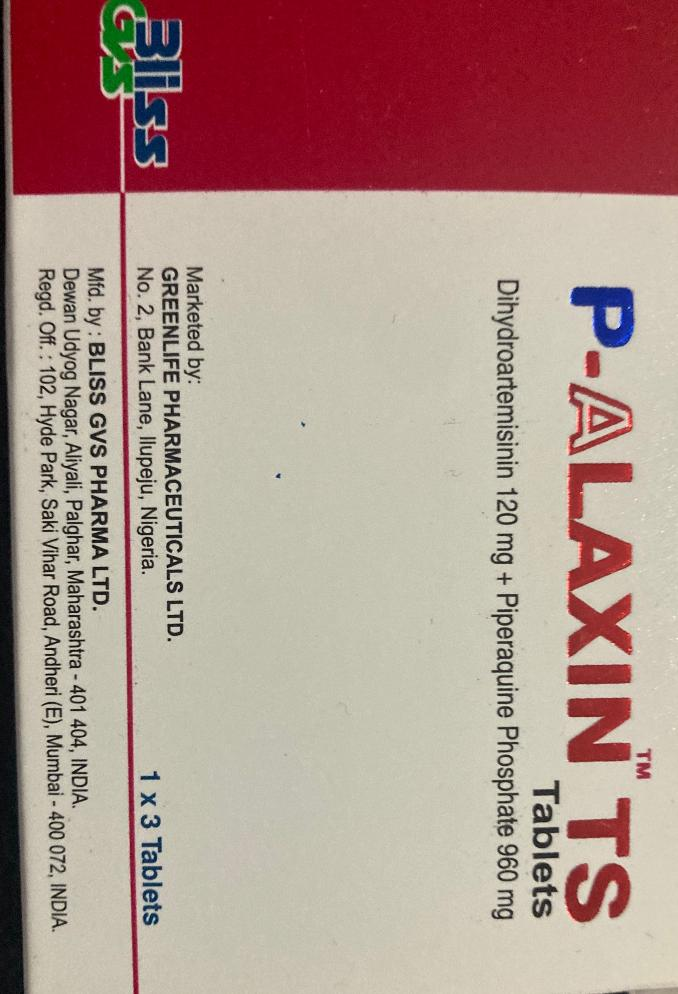 P-ALAXIN™ TS
Tablets
Dihydroartemisinin 120 mg + Piperaquine Phosphate 960 mg
Marketed by:
GREENLIFE PHARMACEUTICALS LTD.
No. 2, Bank Lane, Ilupeju, Nigeria.
1 x 3 Tablets
Bliss
GVS
Mfd. by : BLISS GVS PHARMA LTD.
Dewan Udyog Nagar, Aliyali, Palghar, Maharashtra - 401 404, INDIA.
Regd. Off. : 102, Hyde Park, Saki Vihar Road, Andheri (E), Mumbai - 400 072, INDIA.